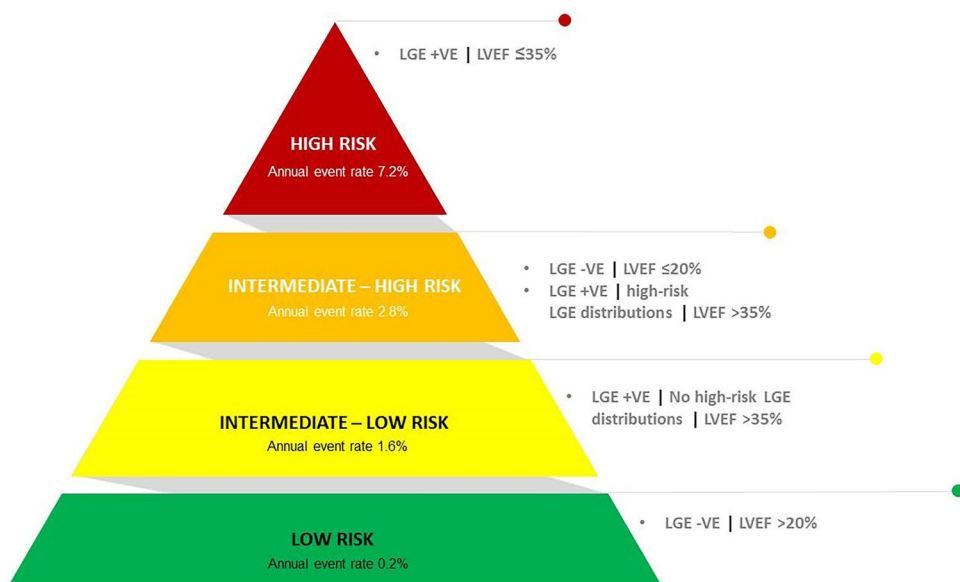 • LGE +VE | LVEF ≤35%
HIGH RISK
Annual event rate 7.2%
INTERMEDIATE – HIGH RISK
Annual event rate 2.8%
• LGE -VE | LVEF ≤20%
• LGE +VE | high-risk
LGE distributions | LVEF >35%
INTERMEDIATE – LOW RISK
Annual event rate 1.6%
• LGE +VE | No high-risk LGE
distributions | LVEF >35%
LOW RISK
Annual event rate 0.2%
• LGE -VE | LVEF >20%